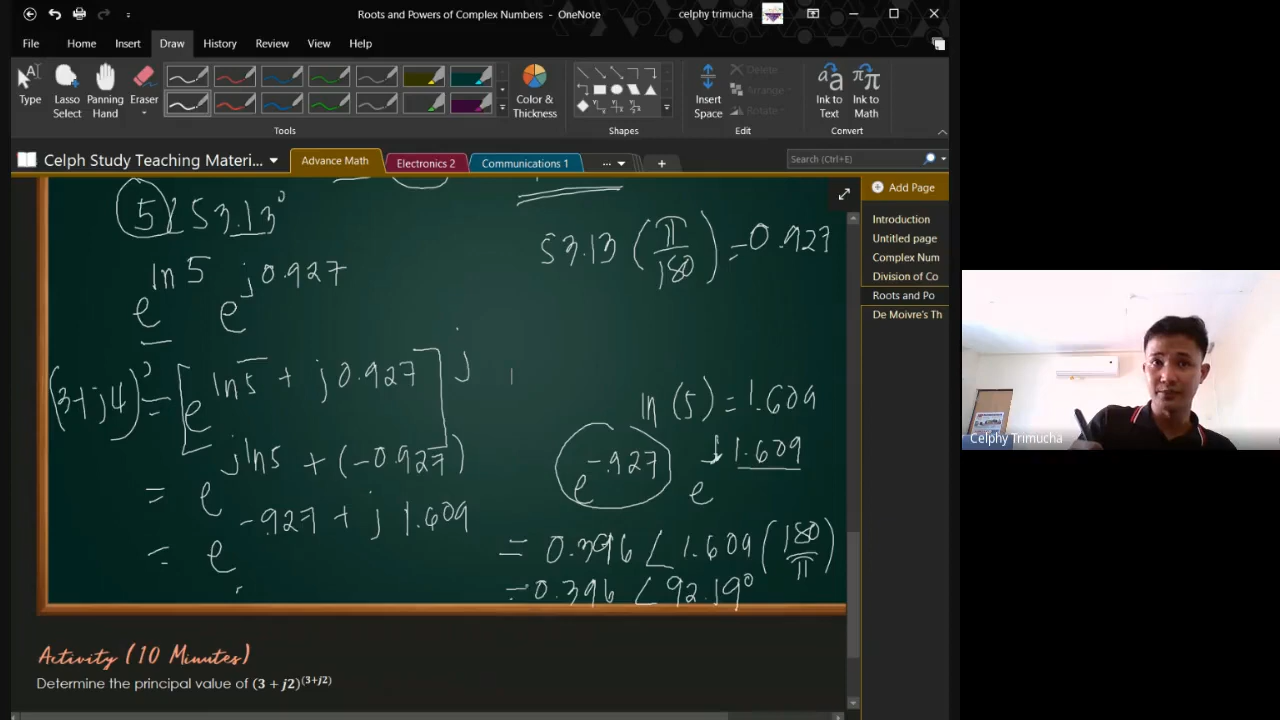 Roots and Powers of Complex Numbers - OneNote
celphy trimucha
File Home Insert Draw History Review View Help
Type
Lasso Select
Panning Hand
Eraser
Color & Thickness
Insert Space
Delete
Arrange
Rotate
Ink to Text
Ink to Math
Tools
Shapes
Edit
Convert
Celph Study Teaching Materi...
Advance Math
Electronics 2
Communications 1
...
Search (Ctrl+E)
Add Page
Introduction
Untitled page
Complex Num
Division of Co
Roots and Po
De Moivre's Th
5∠53.13°
e^ln5 e^j0.927
(3+j4)^j = [e^ln5 + j0.927]^j
= e^jln5 + (-0.927)
= e^-.927 + j 1.609
53.13 (π/180) = 0.927
ln (5) = 1.609
e^-.927 e^j1.609
= 0.396 ∠ 1.609 (180/π)
= 0.396 ∠ 92.19°
Activity (10 Minutes)
Determine the principal value of (3 + j2)^(3+j2)
Celphy Trimucha